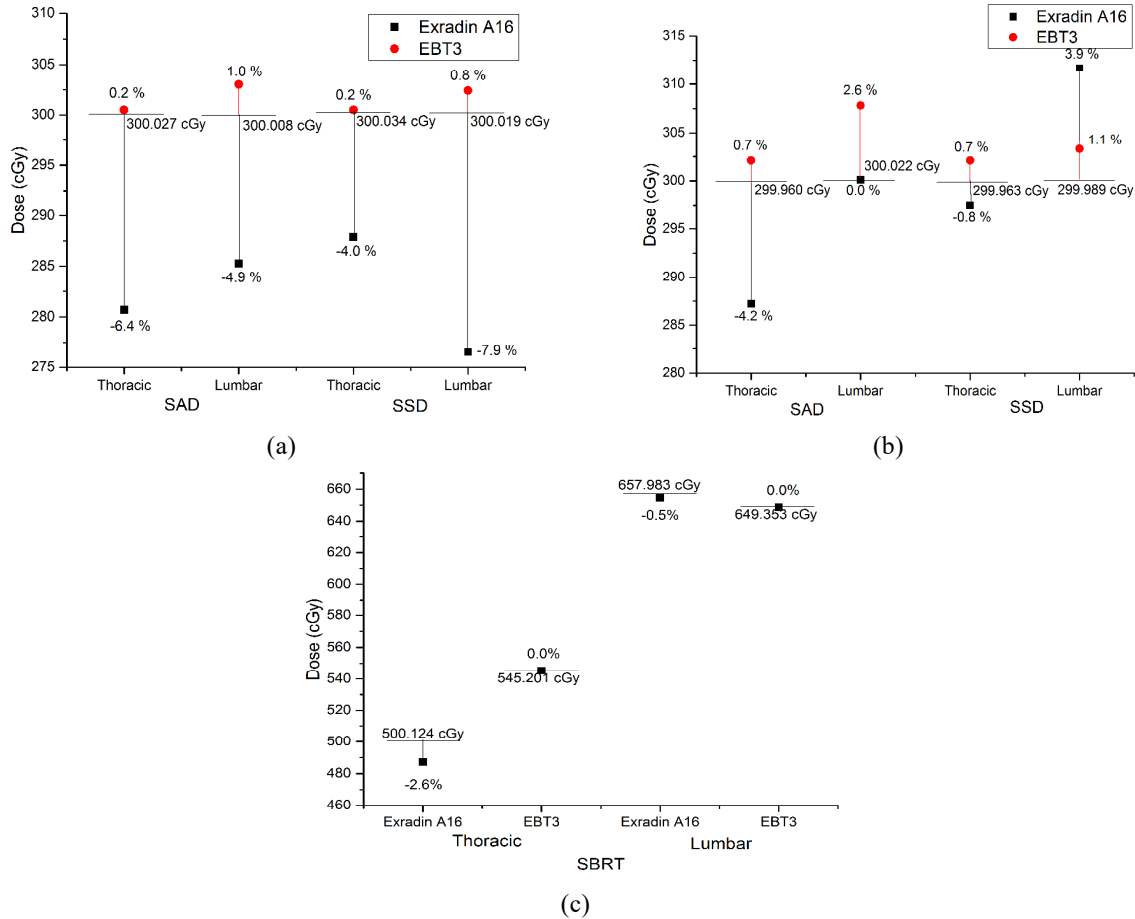 Exradin A16
EBT3
310
305
300
295
290
285
280
275
Dose (cGy)
0.2 %
1.0 %
0.2 %
0.8 %
300.027 cGy
300.008 cGy
300.034 cGy
300.019 cGy
-6.4 %
-4.9 %
-4.0 %
-7.9 %
Thoracic
Lumbar
Thoracic
Lumbar
SAD
SSD
(a)
Exradin A16
EBT3
315
310
305
300
295
290
285
280
Dose (cGy)
0.7 %
2.6 %
0.7 %
3.9 %
1.1 %
299.960 cGy
300.022 cGy
299.963 cGy
299.989 cGy
-4.2 %
0.0 %
-0.8 %
Thoracic
Lumbar
Thoracic
Lumbar
SAD
SSD
(b)
660
640
620
600
580
560
540
520
500
480
460
Dose (cGy)
500.124 cGy
-2.6%
0.0%
545.201 cGy
657.983 cGy
-0.5%
0.0%
649.353 cGy
Exradin A16
EBT3
Exradin A16
EBT3
Thoracic
Lumbar
SBRT
(c)